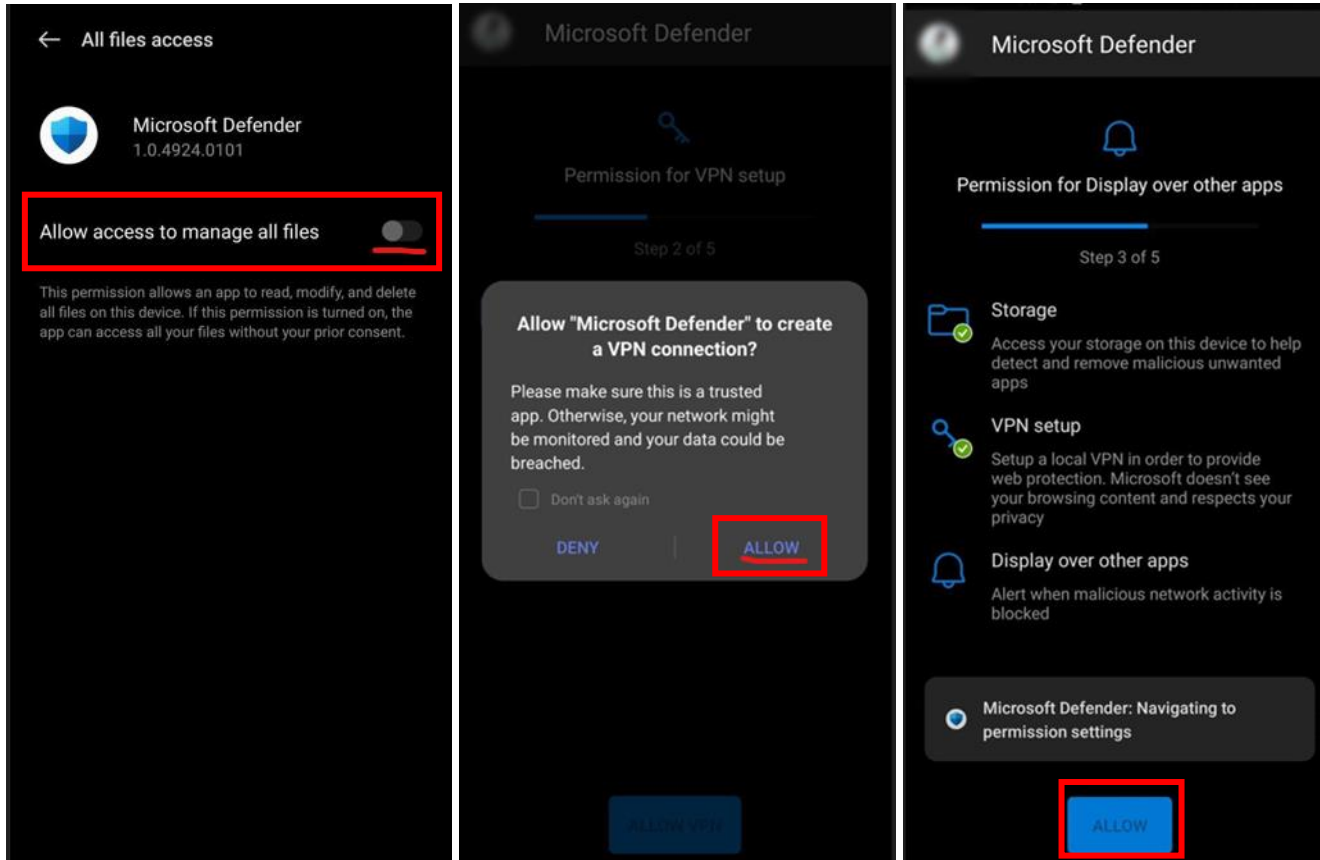 ← All files access
Microsoft Defender
1.0.4924.0101
Allow access to manage all files
This permission allows an app to read, modify, and delete
all files on this device. If this permission is turned on, the
app can access all your files without your prior consent.
Microsoft Defender
Permission for VPN setup
Step 2 of 5
Allow "Microsoft Defender" to create
a VPN connection?
Please make sure this is a trusted
app. Otherwise, your network might
be monitored and your data could be
breached.
Don't ask again
DENY
ALLOW
ALLOW VPN
Microsoft Defender
Permission for Display over other apps
Step 3 of 5
Storage
Access your storage on this device to help
detect and remove malicious unwanted
apps
VPN setup
Setup a local VPN in order to provide
web protection. Microsoft doesn't see
your browsing content and respects your
privacy
Display over other apps
Alert when malicious network activity is
blocked
Microsoft Defender: Navigating to
permission settings
ALLOW